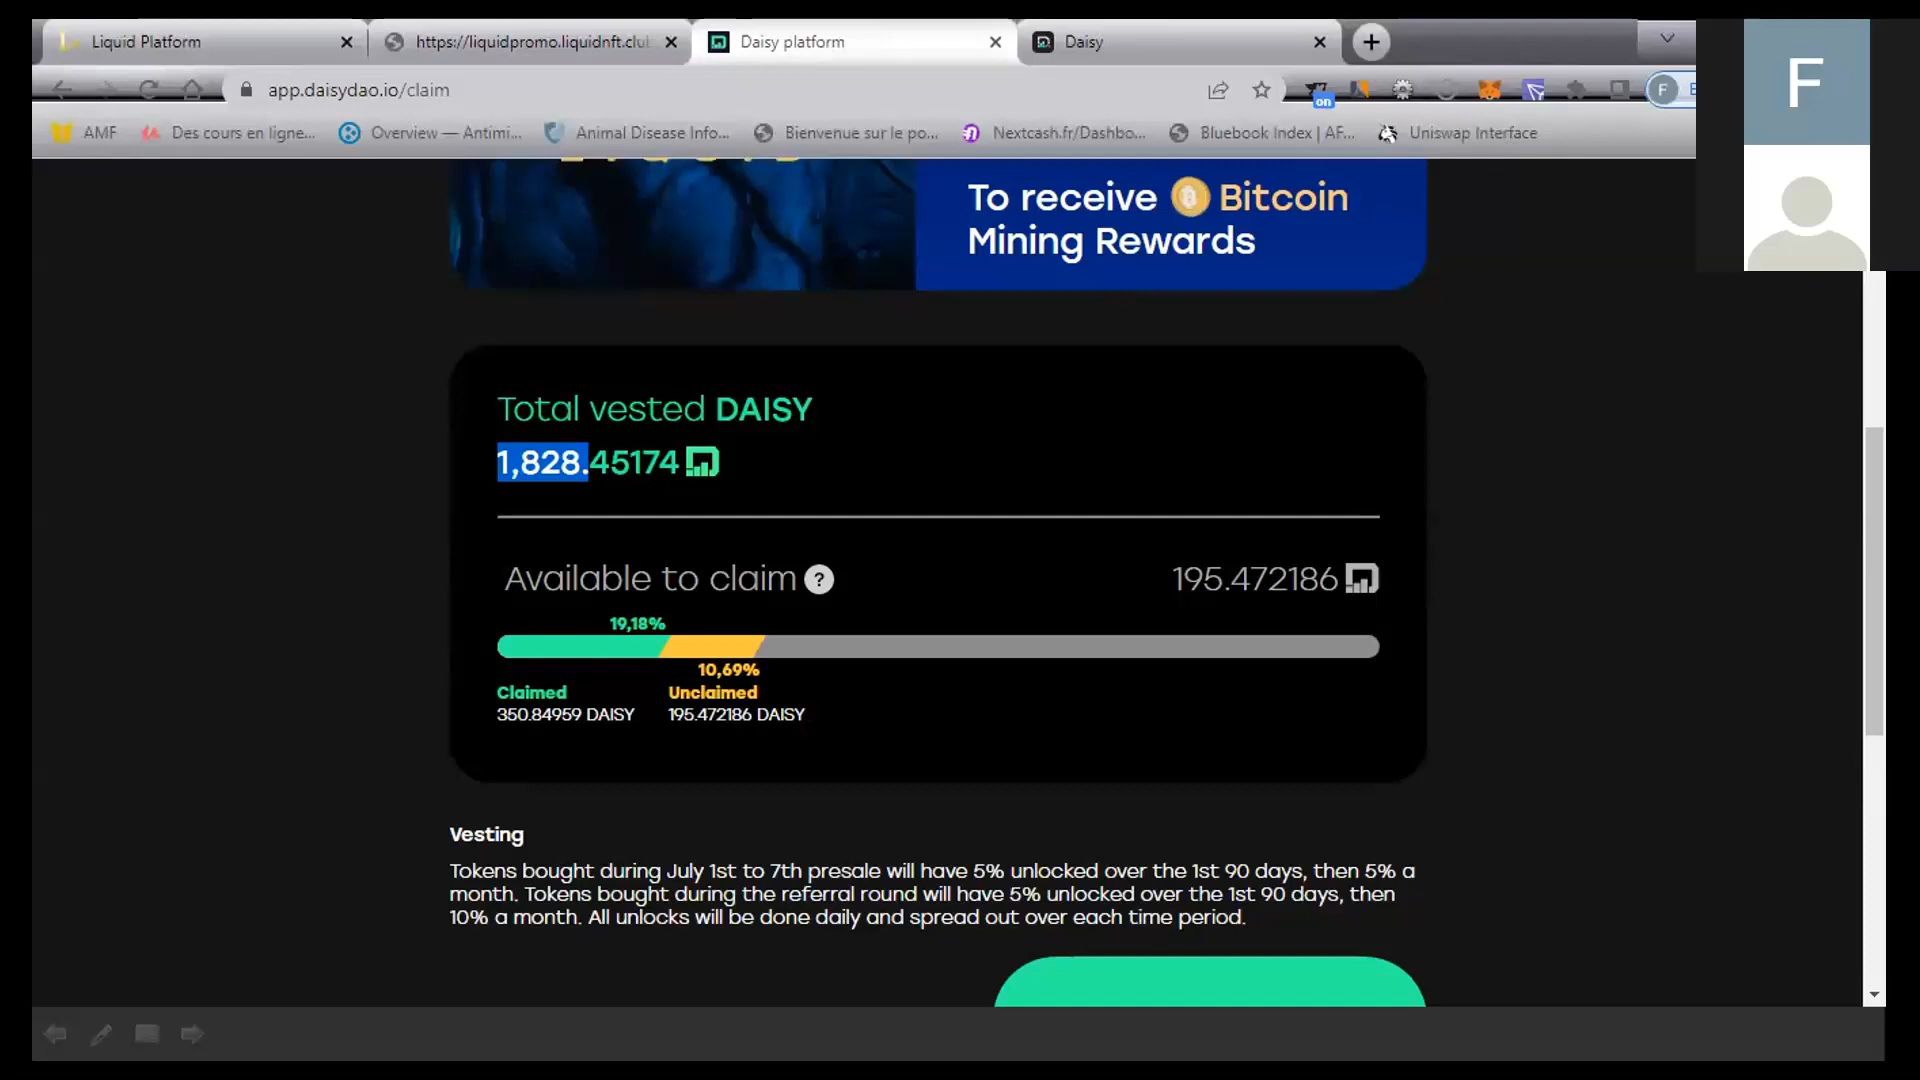 Liquid Platform
https://liquidpromo.liquidnft.clu
Daisy platform
Daisy
F
app.daisydao.io/claim
on
F
AMF
Des cours en ligne...
Overview — Antimi...
Animal Disease Info...
Bienvenue sur le po...
Nextcash.fr/Dashbo...
Bluebook Index | AF...
Uniswap Interface
To receive Bitcoin
Mining Rewards
Total vested DAISY
1,828.45174
Available to claim ?
195.472186
19,18%
10,69%
Claimed
350.84959 DAISY
Unclaimed
195.472186 DAISY
Vesting
Tokens bought during July 1st to 7th presale will have 5% unlocked over the 1st 90 days, then 5% a
month. Tokens bought during the referral round will have 5% unlocked over the 1st 90 days, then
10% a month. All unlocks will be done daily and spread out over each time period.